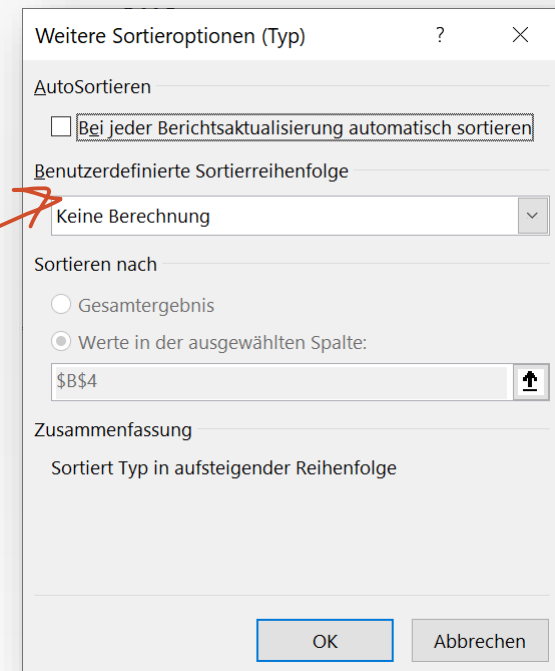 Weitere Sortieroptionen (Typ) ?
AutoSortieren
Bei jeder Berichtsaktualisierung automatisch sortieren
Benutzerdefinierte Sortierreihenfolge
Keine Berechnung
Sortieren nach
Gesamtergebnis
Werte in der ausgewählten Spalte:
$B$4
Zusammenfassung
Sortiert Typ in aufsteigender Reihenfolge
OK Abbrechen